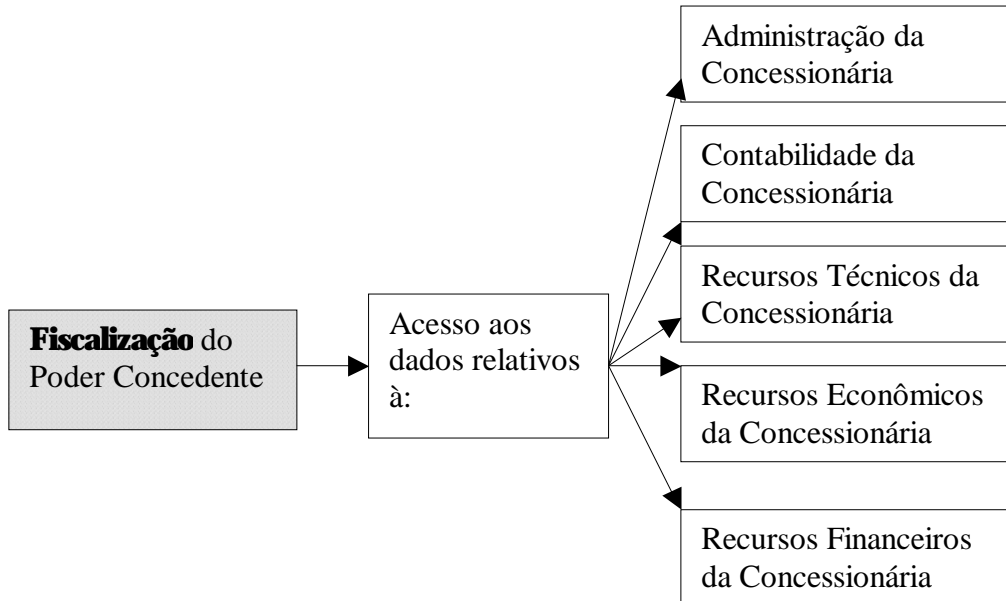 Fiscalização do
Poder Concedente
Acesso aos
dados relativos
à:
Administração da
Concessionária
Contabilidade da
Concessionária
Recursos Técnicos da
Concessionária
Recursos Econômicos
da Concessionária
Recursos Financeiros
da Concessionária